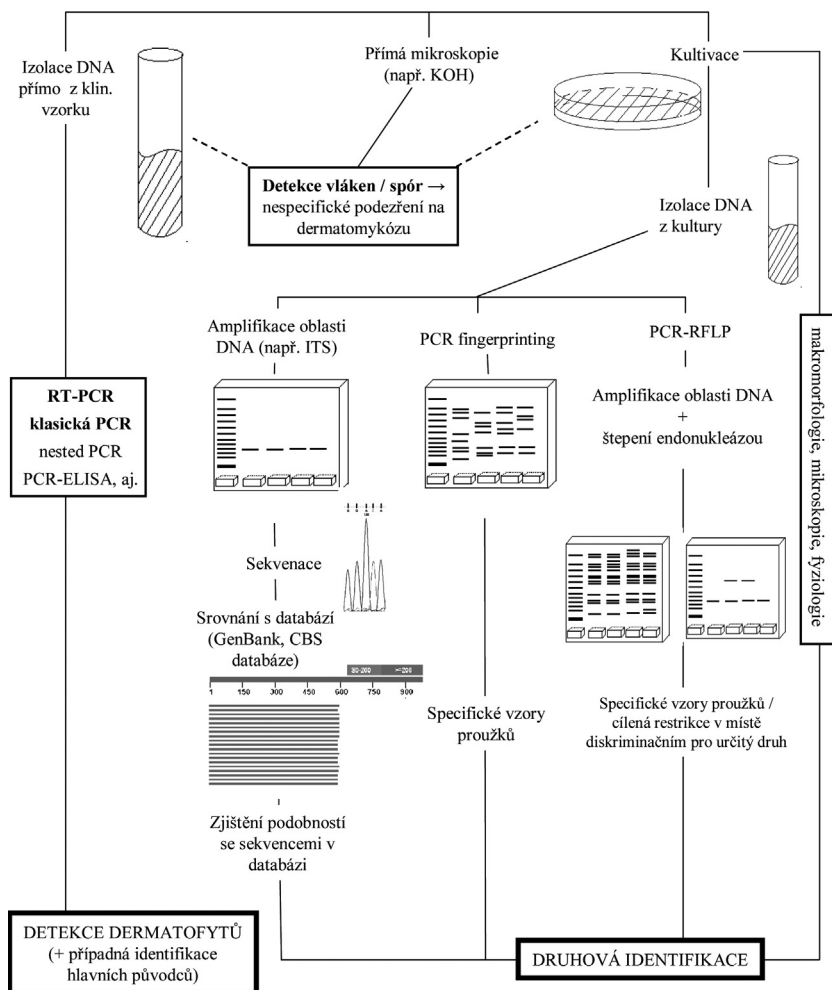 Izolace DNA
přímo z klin.
vzorku
Přímá mikroskopie
(např. KOH)
Kultivace
Detekce vláken / spór →
nespecifické podezření na
dermatomykózu
Izolace DNA
z kultury
Amplifikace oblasti
DNA (např. ITS)
PCR fingerprinting
PCR-RFLP
Amplifikace oblasti DNA
+
štepení endonukleázou
RT-PCR
klasická PCR
nested PCR
PCR-ELISA, aj.
makromorfologie, mikroskopie, fyziologie
Sekvenace
Srovnání s databází
(GenBank, CBS
databáze)
80-200 >=200
1 150 300 450 600 750 900
Specifické vzory
proužků
Specifické vzory proužků /
cílená restrikce v místě
diskriminačním pro určitý druh
Zjištění podobností
se sekvencemi v
databázi
DETEKCE DERMATOFYTŮ
(+ případná identifikace
hlavních původců)
DRUHOVÁ IDENTIFIKACE